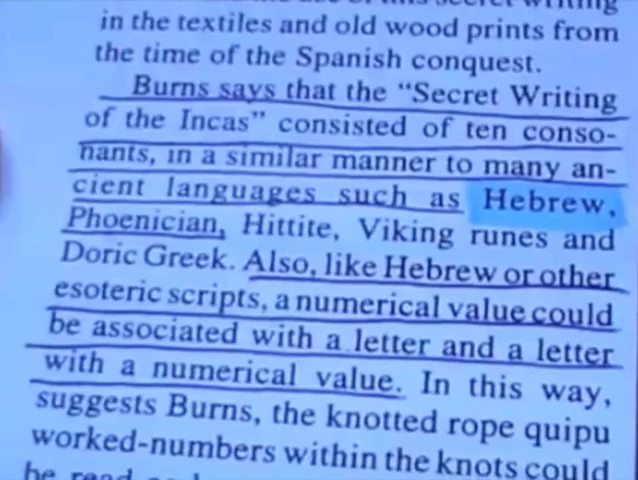 in the textiles and old wood prints from
the time of the Spanish conquest.
Burns says that the "Secret Writing
of the Incas" consisted of ten conso-
nants, in a similar manner to many an-
cient languages such as Hebrew,
Phoenician, Hittite, Viking runes and
Doric Greek. Also, like Hebrew or other
esoteric scripts, a numerical value could
be associated with a letter and a letter
with a numerical value. In this way,
suggests Burns, the knotted rope quipu
worked-numbers within the knots could
be read